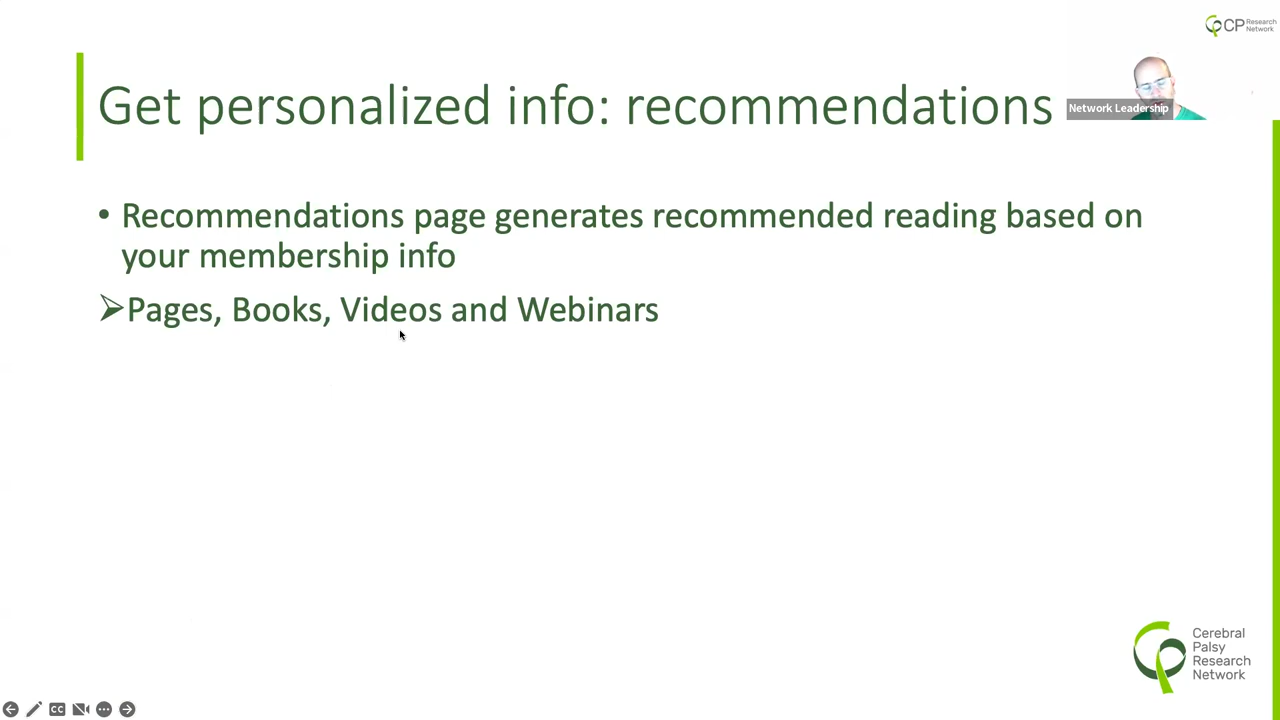 CP Research
Network
Get personalized info: recommendations
Network Leadership
• Recommendations page generates recommended reading based on
your membership info
➢Pages, Books, Videos and Webinars
Cerebral
Palsy
Research
Network
CC